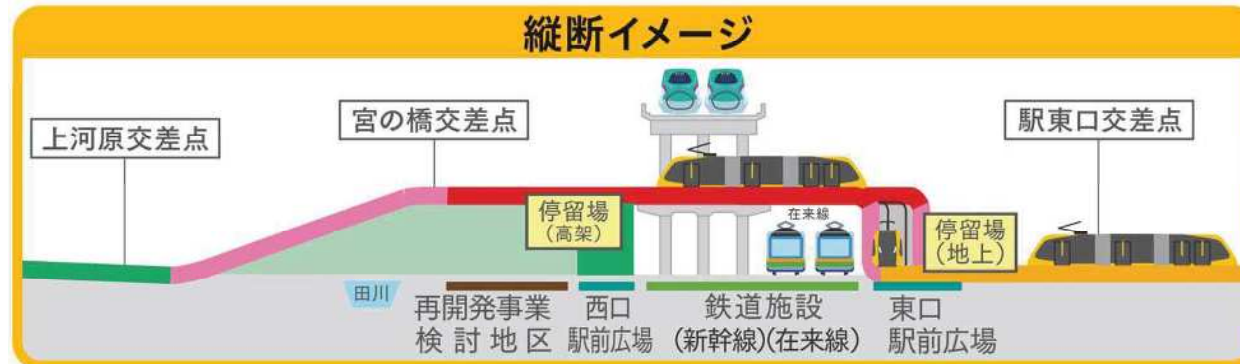 縦断イメージ
上河原交差点
宮の橋交差点
駅東口交差点
停留場
（高架）
在来線
停留場
（地上）
田川
再開発事業
検討地区
西口
駅前広場
鉄道施設
(新幹線)(在来線)
東口
駅前広場